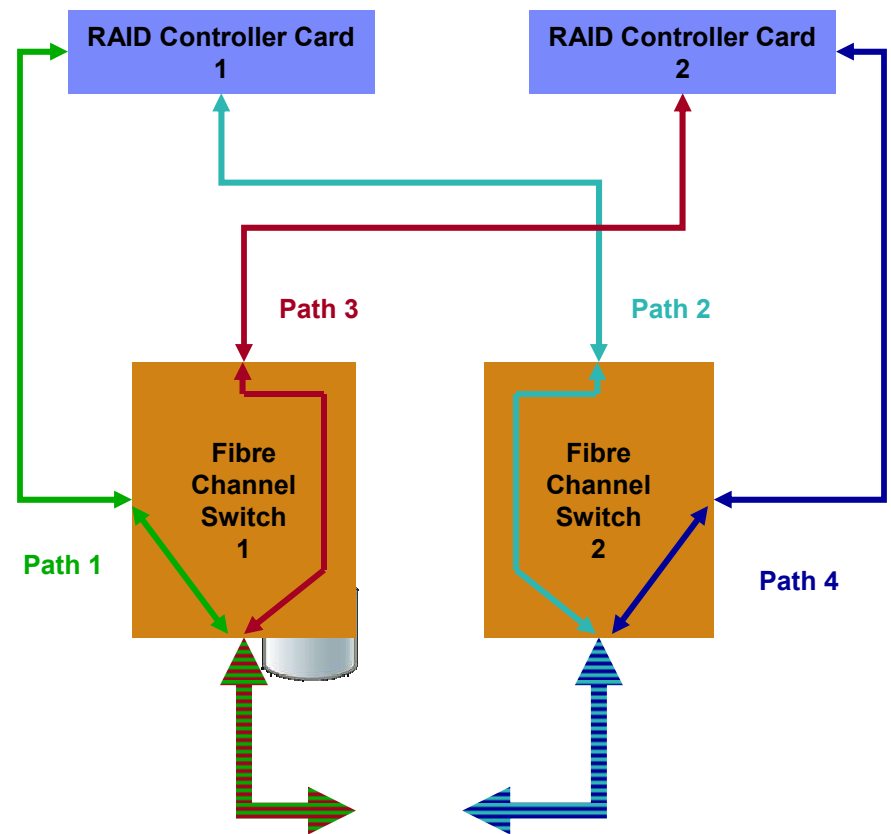 RAID Controller Card
1
RAID Controller Card
2
Path 3
Path 2
Fibre
Channel
Switch
1
Fibre
Channel
Switch
2
Path 1
Path 4